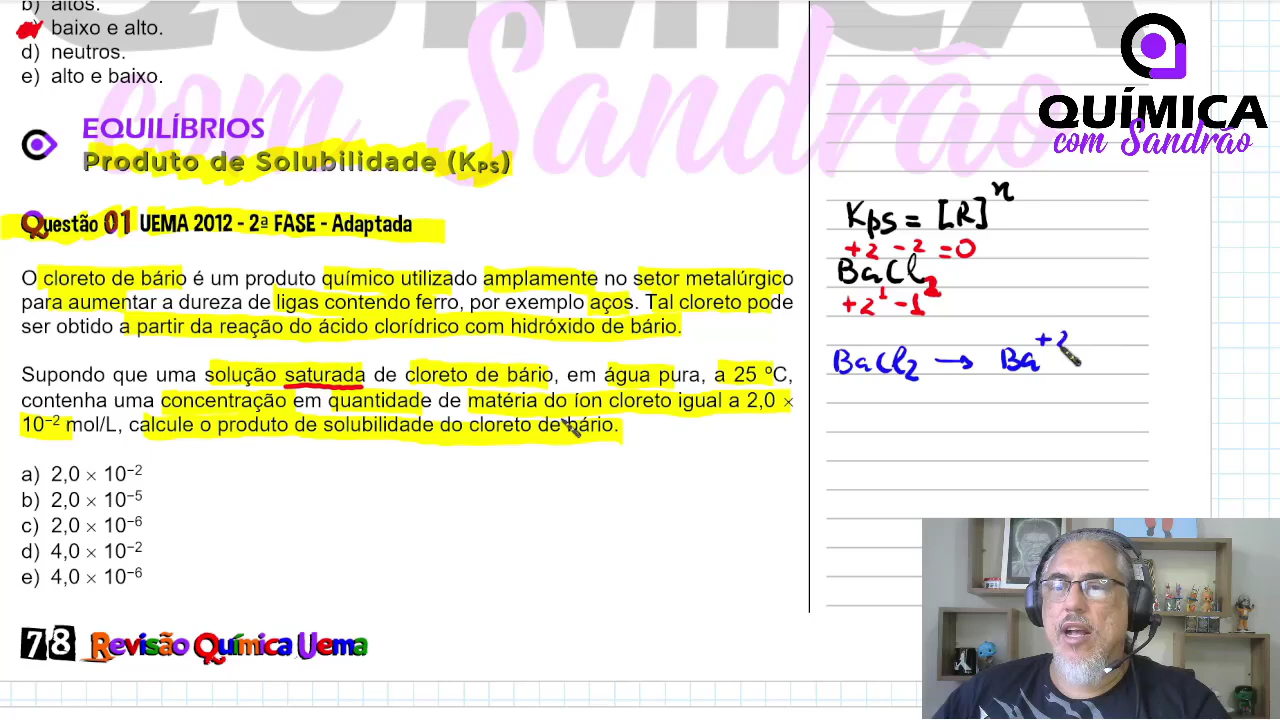 b) altos.
baixo e alto.
d) neutros.
e) alto e baixo.
QUÍMICA
com Sandrão
EQUILÍBRIOS
Produto de Solubilidade (KPS)
Questão 01 UEMA 2012 - 2ª FASE - Adaptada
O cloreto de bário é um produto químico utilizado amplamente no setor metalúrgico
para aumentar a dureza de ligas contendo ferro, por exemplo aços. Tal cloreto pode
ser obtido a partir da reação do ácido clorídrico com hidróxido de bário.
Supondo que uma solução saturada de cloreto de bário, em água pura, a 25 ºC,
contenha uma concentração em quantidade de matéria do íon cloreto igual a 2,0 ×
10⁻² mol/L, calcule o produto de solubilidade do cloreto de bário.
a) 2,0 × 10⁻²
b) 2,0 × 10⁻⁵
c) 2,0 × 10⁻⁶
d) 4,0 × 10⁻²
e) 4,0 × 10⁻⁶
78 Revisão Química Uema
QUÍMICA
com Sandrão
Kps = [R]ⁿ
+2 -2 = 0
BaCl₂
+2¹ -1
BaCl₂ → Ba⁺²